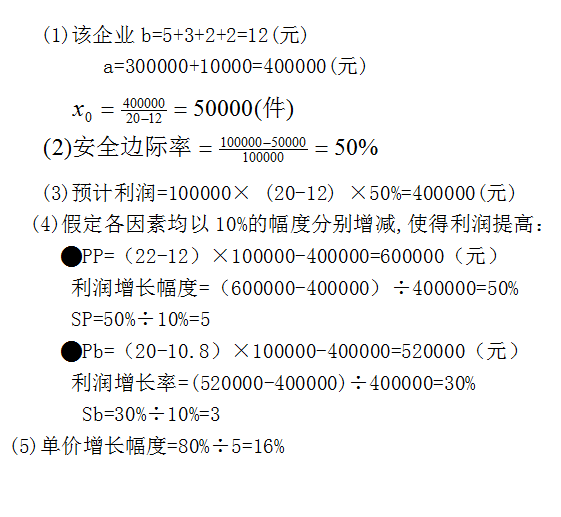 (1)该企业b=5+3+2+2=12(元)
a=300000+10000=400000(元)
x₀ = 400000/(20−12) = 50000(件)
(2)安全边际率 = (100000−50000)/100000 = 50%
(3)预计利润=100000× (20-12) ×50%=400000(元)
(4)假定各因素均以10%的幅度分别增减,使得利润提高:
●PP=（22-12）×100000-400000=600000（元）
利润增长幅度=（600000-400000）÷400000=50%
SP=50%÷10%=5
●Pb=（20-10.8）×100000-400000=520000（元）
利润增长率=(520000-400000)÷400000=30%
Sb=30%÷10%=3
(5)单价增长幅度=80%÷5=16%